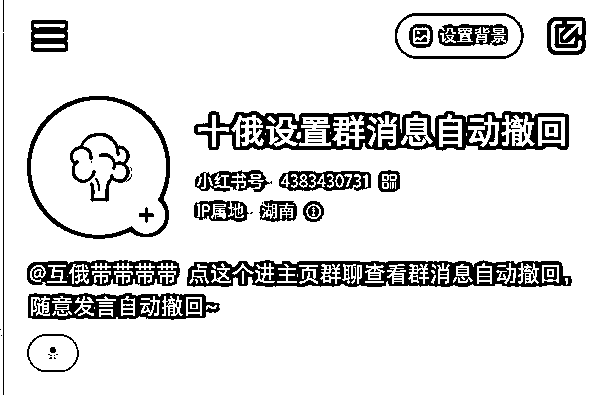 设置背景
十俄设置群消息自动撤回
小红书号: 4383430731
IP属地: 湖南
@互俄带带带带 点这个进主页群聊查看群消息自动撤回,
随意发言自动撤回~